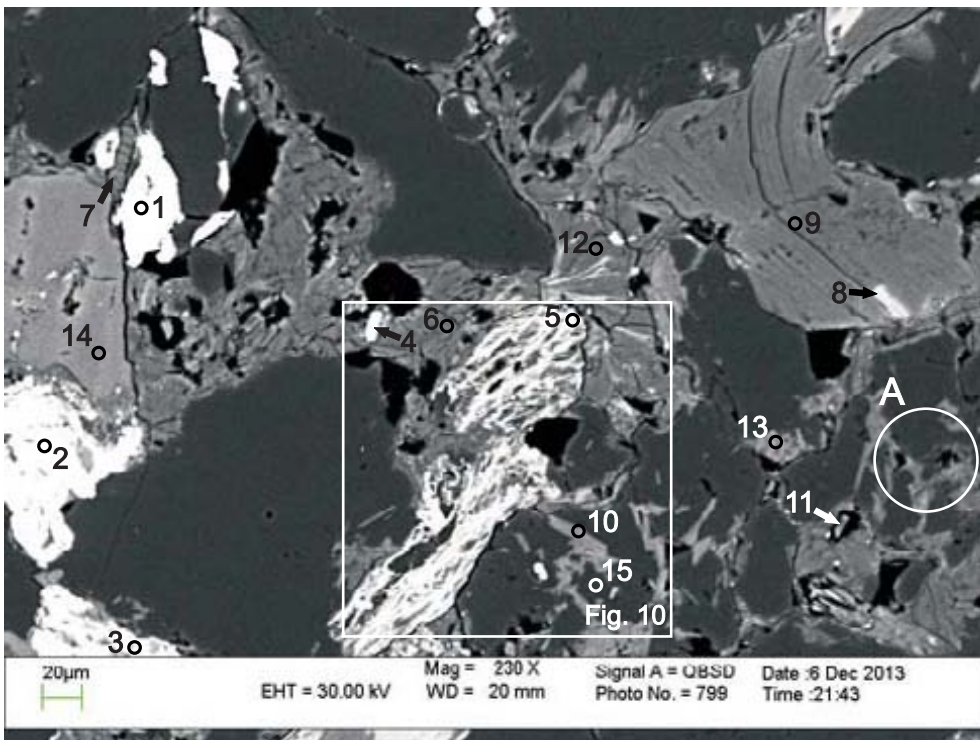 1
7
12
9
8
6
5
4
14
A
13
2
11
10
15
Fig. 10
3
20µm
Mag = 230 X
Signal A = QBSD
Date :6 Dec 2013
EHT = 30.00 kV
WD = 20 mm
Photo No. = 799
Time :21:43